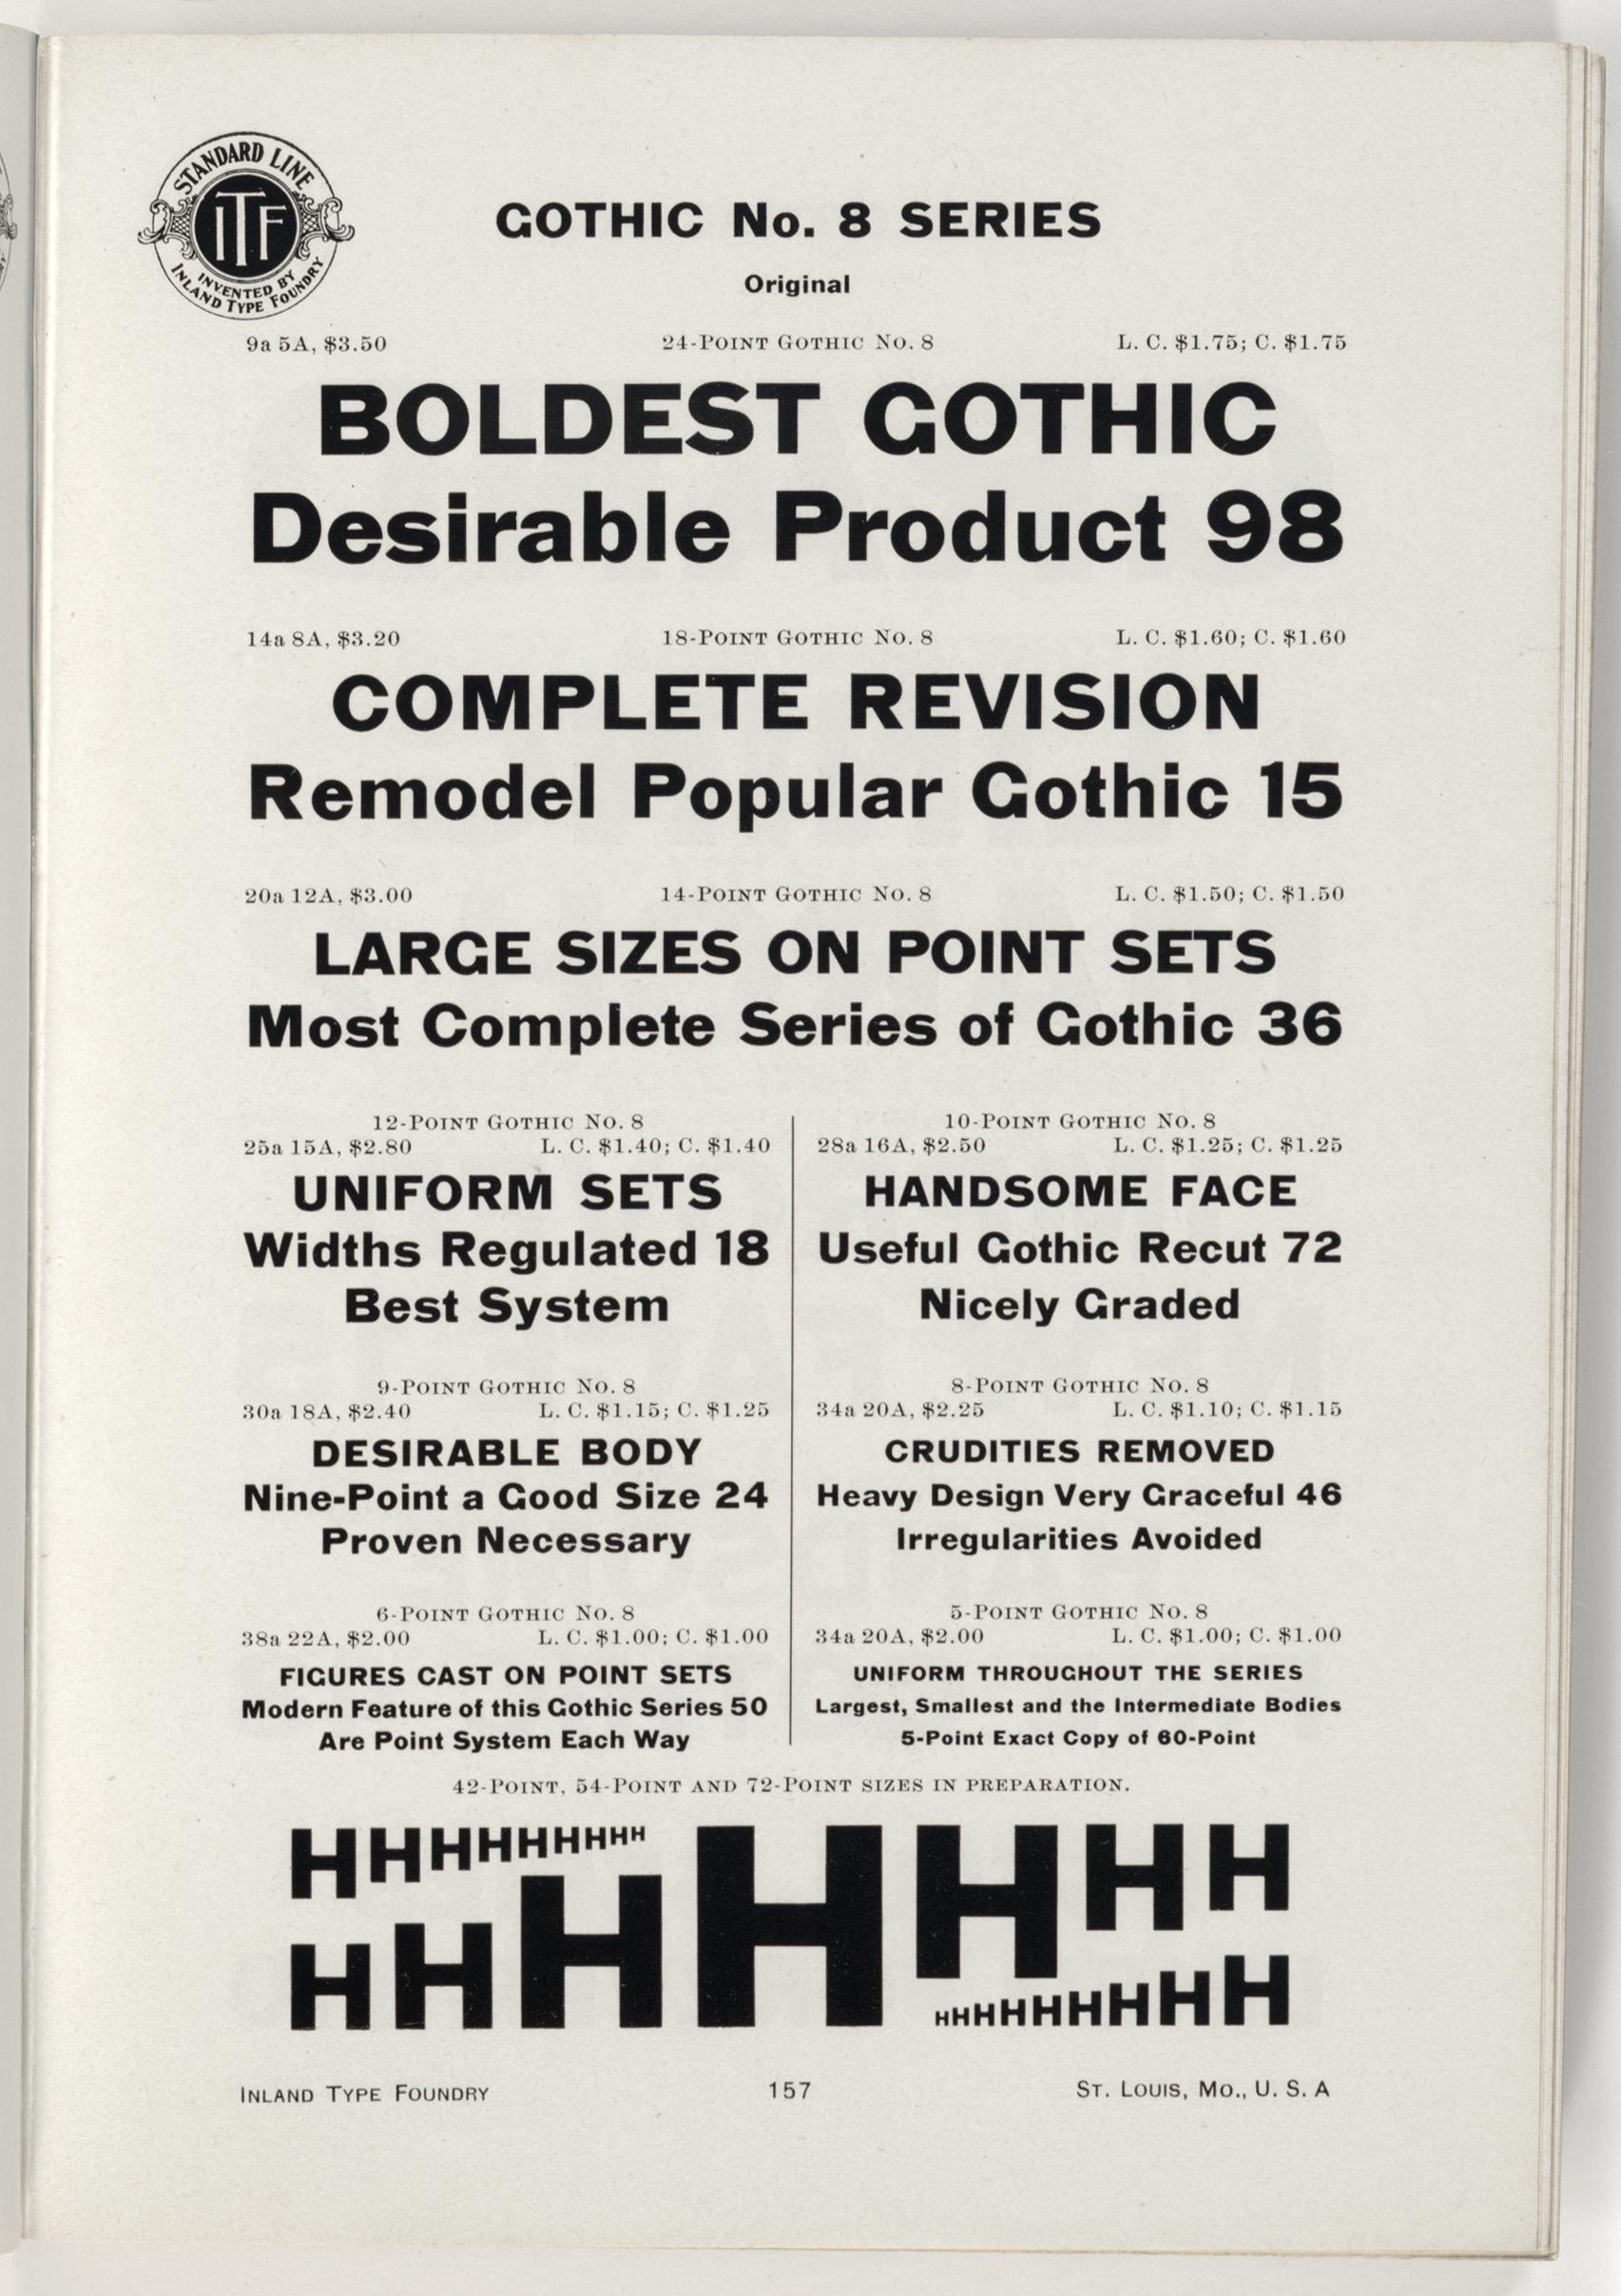 STANDARD LINE
ITF
INVENTED BY
INLAND TYPE FOUNDRY
GOTHIC No. 8 SERIES
Original
9a 5A, $3.50 24-POINT GOTHIC NO. 8 L. C. $1.75; C. $1.75
BOLDEST GOTHIC
Desirable Product 98
14a 8A, $3.20 18-POINT GOTHIC NO. 8 L. C. $1.60; C. $1.60
COMPLETE REVISION
Remodel Popular Gothic 15
20a 12A, $3.00 14-POINT GOTHIC NO. 8 L. C. $1.50; C. $1.50
LARGE SIZES ON POINT SETS
Most Complete Series of Gothic 36
12-POINT GOTHIC NO. 8
25a 15A, $2.80 L. C. $1.40; C. $1.40
UNIFORM SETS
Widths Regulated 18
Best System
10-POINT GOTHIC NO. 8
28a 16A, $2.50 L. C. $1.25; C. $1.25
HANDSOME FACE
Useful Gothic Recut 72
Nicely Graded
9-POINT GOTHIC NO. 8
30a 18A, $2.40 L. C. $1.15; C. $1.25
DESIRABLE BODY
Nine-Point a Good Size 24
Proven Necessary
8-POINT GOTHIC NO. 8
34a 20A, $2.25 L. C. $1.10; C. $1.15
CRUDITIES REMOVED
Heavy Design Very Graceful 46
Irregularities Avoided
6-POINT GOTHIC NO. 8
38a 22A, $2.00 L. C. $1.00; C. $1.00
FIGURES CAST ON POINT SETS
Modern Feature of this Gothic Series 50
Are Point System Each Way
5-POINT GOTHIC NO. 8
34a 20A, $2.00 L. C. $1.00; C. $1.00
UNIFORM THROUGHOUT THE SERIES
Largest, Smallest and the Intermediate Bodies
5-Point Exact Copy of 60-Point
42-POINT, 54-POINT AND 72-POINT SIZES IN PREPARATION.
HHHHHHHHHH
HHHHHHH
HHHHHHHHHH
INLAND TYPE FOUNDRY 157 ST. LOUIS, MO., U. S. A